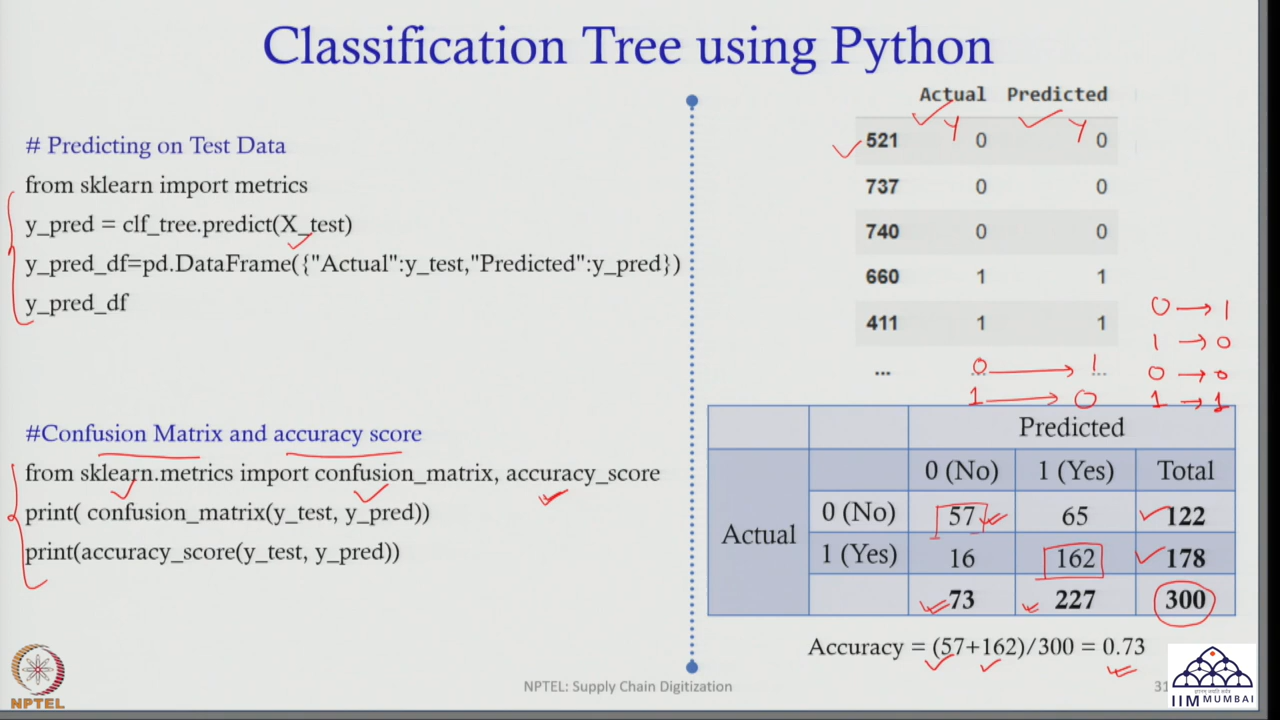 Classification Tree using Python
# Predicting on Test Data
from sklearn import metrics
y_pred = clf_tree.predict(X_test)
y_pred_df=pd.DataFrame({"Actual":y_test,"Predicted":y_pred})
y_pred_df
#Confusion Matrix and accuracy score
from sklearn.metrics import confusion_matrix, accuracy_score
print( confusion_matrix(y_test, y_pred))
print(accuracy_score(y_test, y_pred))
Actual Predicted
Y Y
521 0 0
737 0 0
740 0 0
660 1 1
411 1 1
... ... ...
0 → 1
1 → 0
0 → 1
1 → 0
0 → 0
1 → 1
Predicted
0 (No) 1 (Yes) Total
Actual
0 (No) 57 65 122
1 (Yes) 16 162 178
73 227 300
Accuracy = (57+162)/300 = 0.73
NPTEL
NPTEL: Supply Chain Digitization
31
IIM MUMBAI